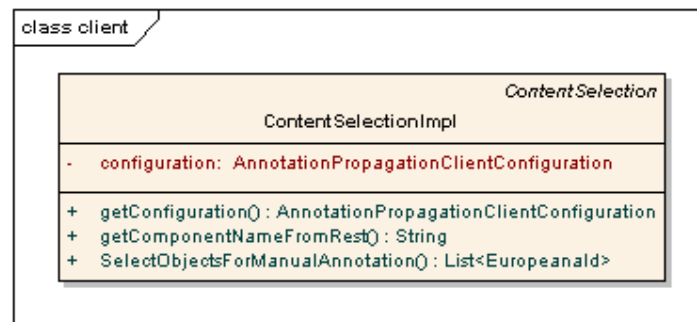 class client
ContentSelection
ContentSelectionImpl
- configuration: AnnotationPropagationClientConfiguration
+ getConfiguration() : AnnotationPropagationClientConfiguration
+ getComponentNameFromRest() : String
+ SelectObjectsForManualAnnotation() : List<EuropeanaId>